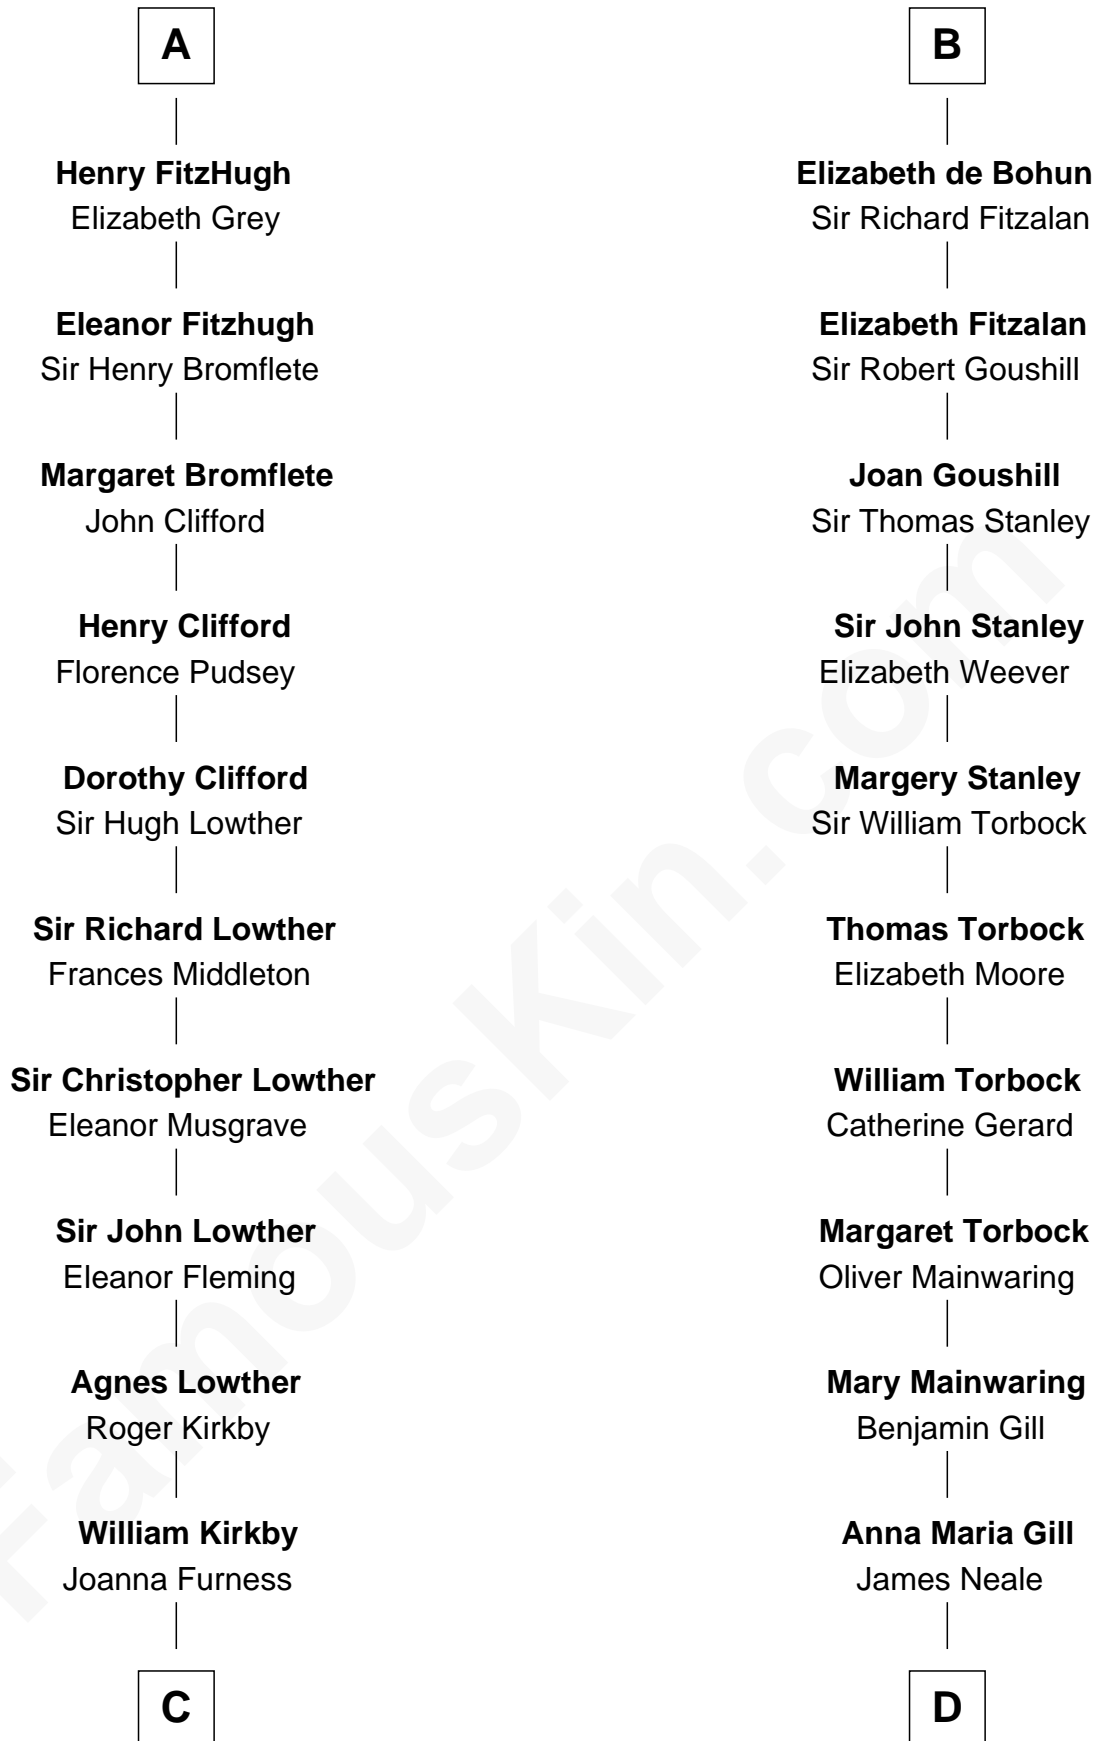 A
Henry FitzHugh
Elizabeth Grey
Eleanor Fitzhugh
Sir Henry Bromflete
Margaret Bromflete
John Clifford
Henry Clifford
Florence Pudsey
Dorothy Clifford
Sir Hugh Lowther
Sir Richard Lowther
Frances Middleton
Sir Christopher Lowther
Eleanor Musgrave
Sir John Lowther
Eleanor Fleming
Agnes Lowther
Roger Kirkby
William Kirkby
Joanna Furness
C
B
Elizabeth de Bohun
Sir Richard Fitzalan
Elizabeth Fitzalan
Sir Robert Goushill
Joan Goushill
Sir Thomas Stanley
Sir John Stanley
Elizabeth Weever
Margery Stanley
Sir William Torbock
Thomas Torbock
Elizabeth Moore
William Torbock
Catherine Gerard
Margaret Torbock
Oliver Mainwaring
Mary Mainwaring
Benjamin Gill
Anna Maria Gill
James Neale
D
FamousKin.com